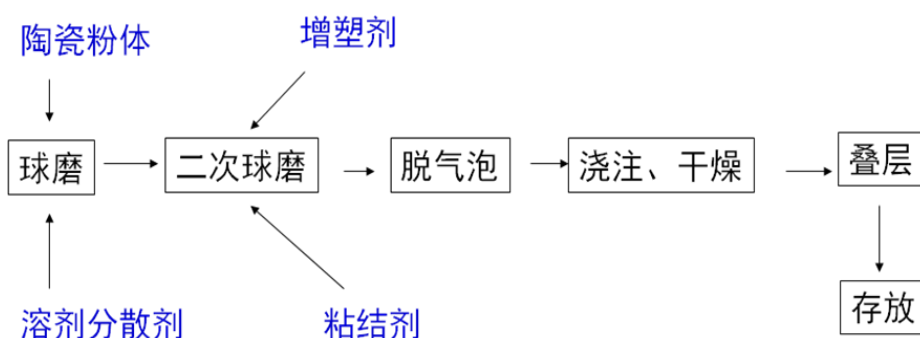 陶瓷粉体
增塑剂
球磨
二次球磨
脱气泡
浇注、干燥
叠层
存放
溶剂分散剂
粘结剂